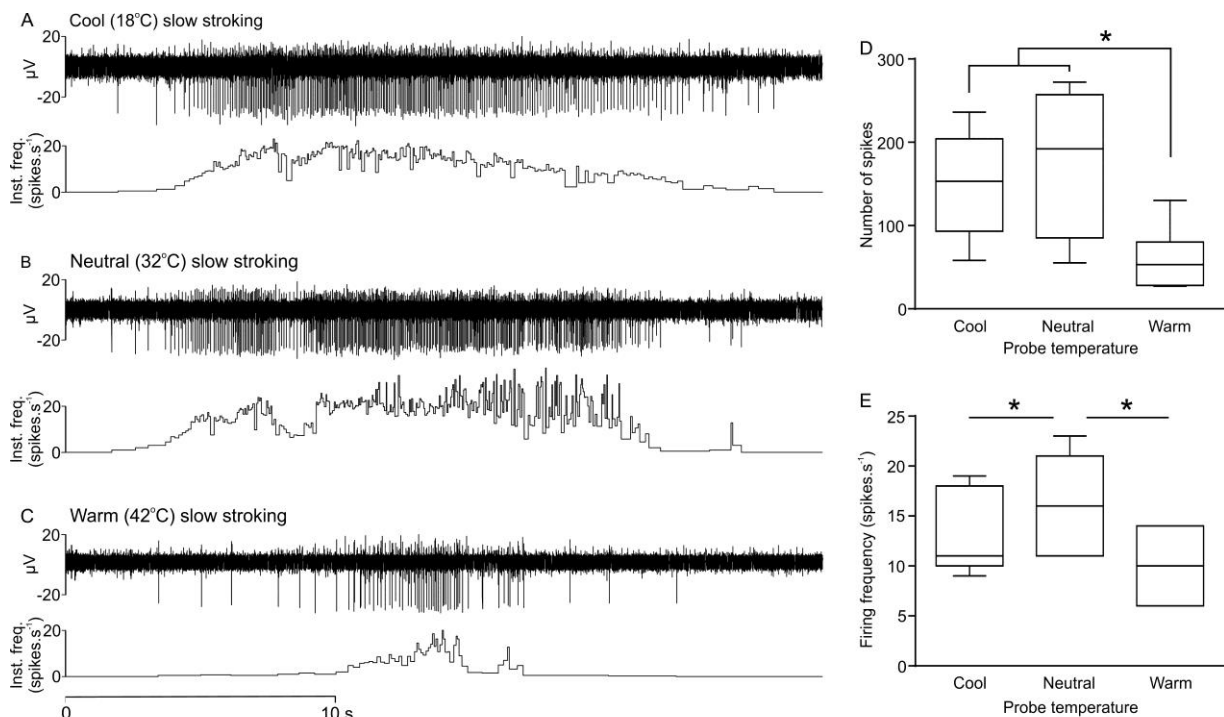 A Cool (18°C) slow stroking
20
µV
-20
Inst. freq.
(spikes.s⁻¹)
20
0
B Neutral (32°C) slow stroking
20
µV
-20
Inst. freq.
(spikes.s⁻¹)
20
0
C Warm (42°C) slow stroking
20
µV
-20
Inst. freq.
(spikes.s⁻¹)
20
0
0 10 s
D
*
Number of spikes
300
200
100
0
Cool Neutral Warm
Probe temperature
E
* *
Firing frequency (spikes.s⁻¹)
25
20
15
10
5
0
Cool Neutral Warm
Probe temperature